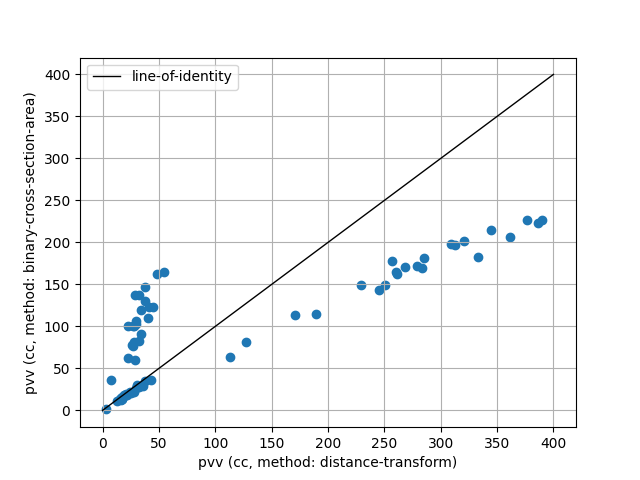 line-of-identity
400
350
300
250
200
150
100
50
0
pvv (cc, method: binary-cross-section-area)
0 50 100 150 200 250 300 350 400
pvv (cc, method: distance-transform)